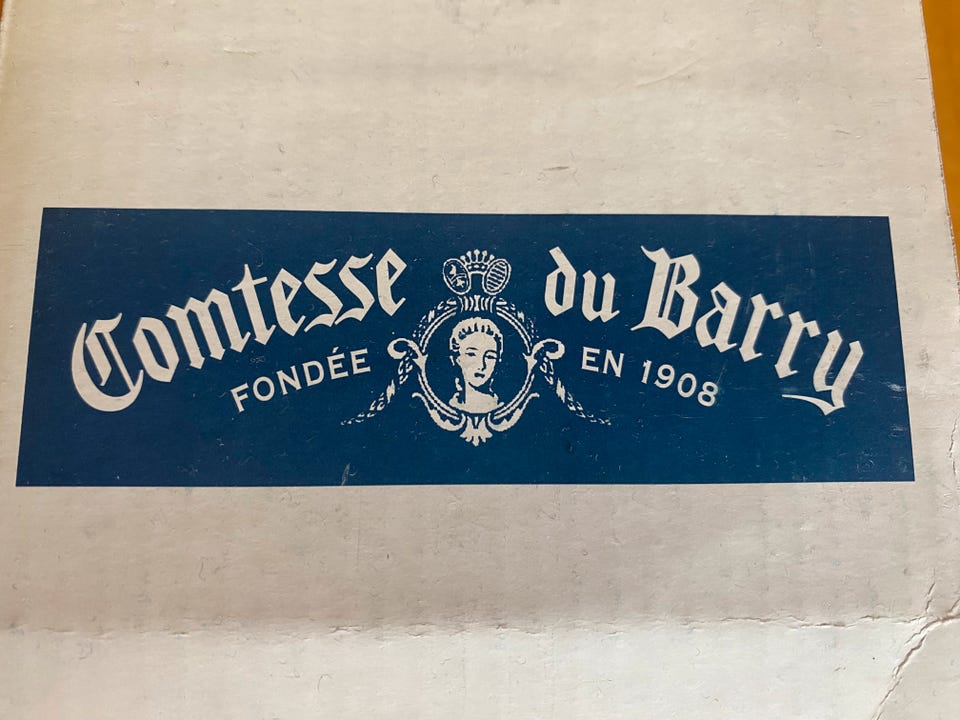 Comtesse du Barry
FONDÉE EN 1908